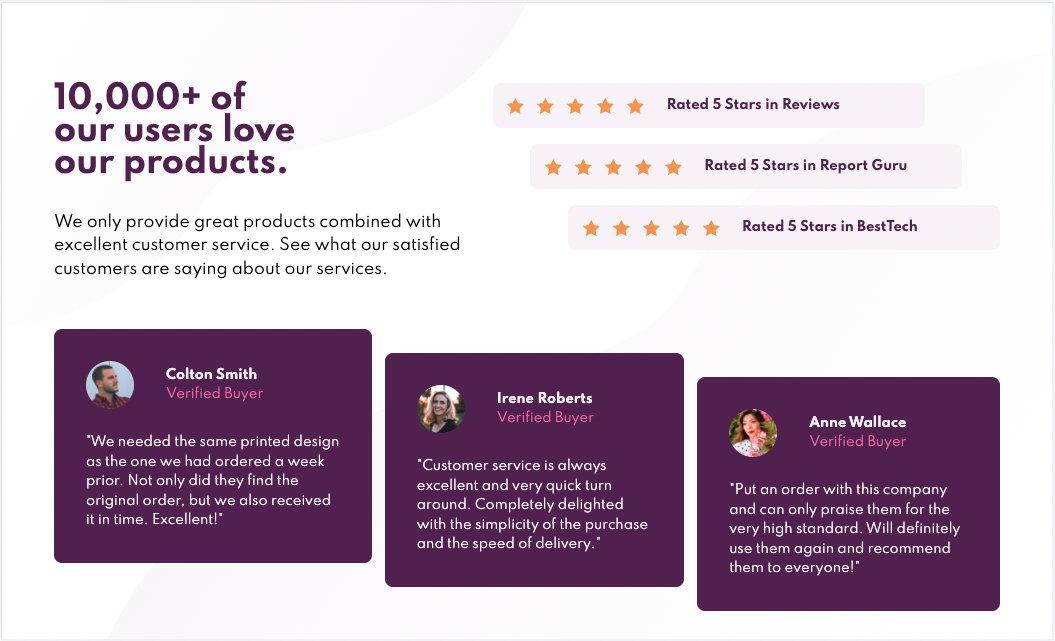 10,000+ of
our users love
our products.
We only provide great products combined with
excellent customer service. See what our satisfied
customers are saying about our services.
Rated 5 Stars in Reviews
Rated 5 Stars in Report Guru
Rated 5 Stars in BestTech
Colton Smith
Verified Buyer
"We needed the same printed design
as the one we had ordered a week
prior. Not only did they find the
original order, but we also received
it in time. Excellent!"
Irene Roberts
Verified Buyer
"Customer service is always
excellent and very quick turn
around. Completely delighted
with the simplicity of the purchase
and the speed of delivery."
Anne Wallace
Verified Buyer
"Put an order with this company
and can only praise them for the
very high standard. Will definitely
use them again and recommend
them to everyone!"